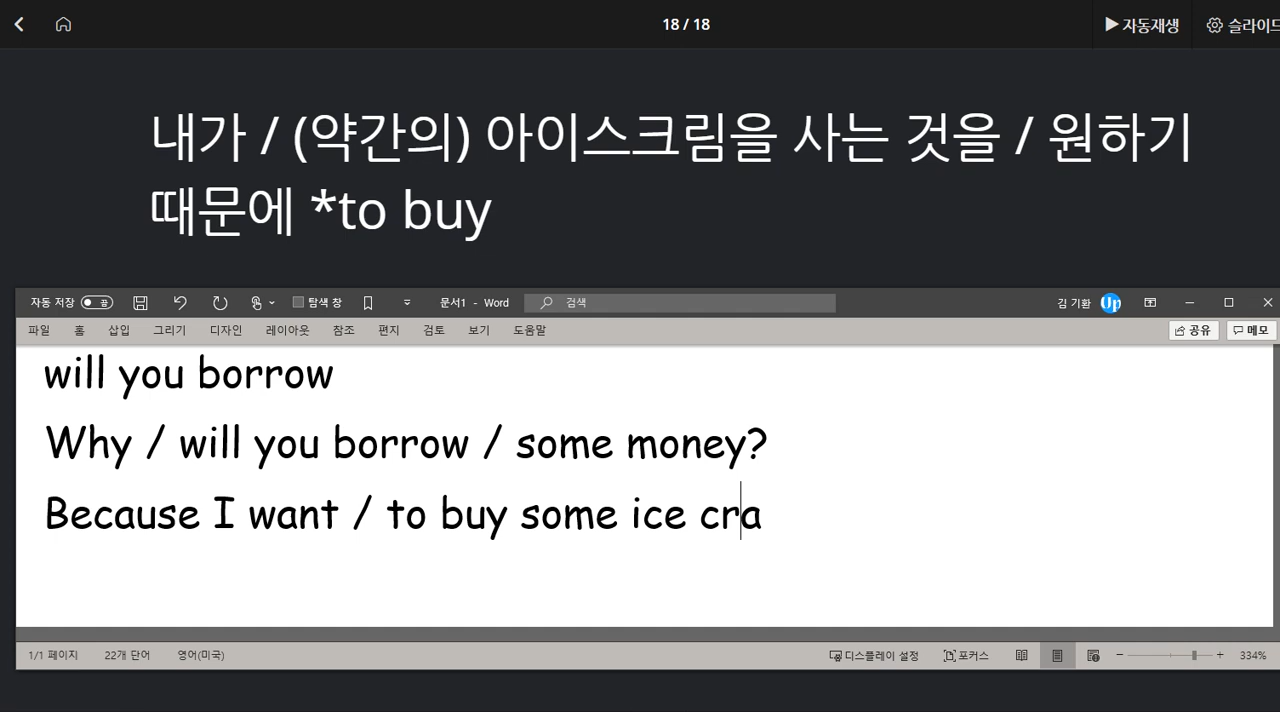 18 / 18
▶ 자동재생
슬라이드
내가 / (약간의) 아이스크림을 사는 것을 / 원하기
때문에 *to buy
자동 저장 끔 탐색 창 문서1 - Word 검색 김 기환 Up
파일 홈 삽입 그리기 디자인 레이아웃 참조 편지 검토 보기 도움말 공유 메모
will you borrow
Why / will you borrow / some money?
Because I want / to buy some ice cra
1/1 페이지 22개 단어 영어(미국) 디스플레이 설정 포커스 − + 334%